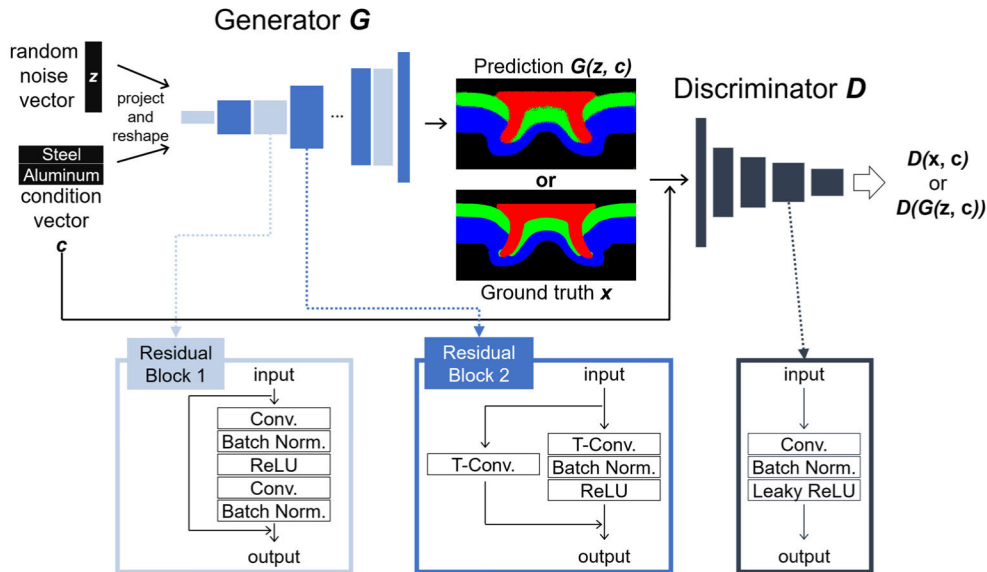 Generator G
random
noise
vector
z
project
and
reshape
Steel
Aluminum
condition
vector
c
...
Prediction G(z, c)
or
Ground truth x
Discriminator D
D(x, c)
or
D(G(z, c))
Residual
Block 1
input
Conv.
Batch Norm.
ReLU
Conv.
Batch Norm.
output
Residual
Block 2
input
T-Conv.
T-Conv.
Batch Norm.
ReLU
output
input
Conv.
Batch Norm.
Leaky ReLU
output